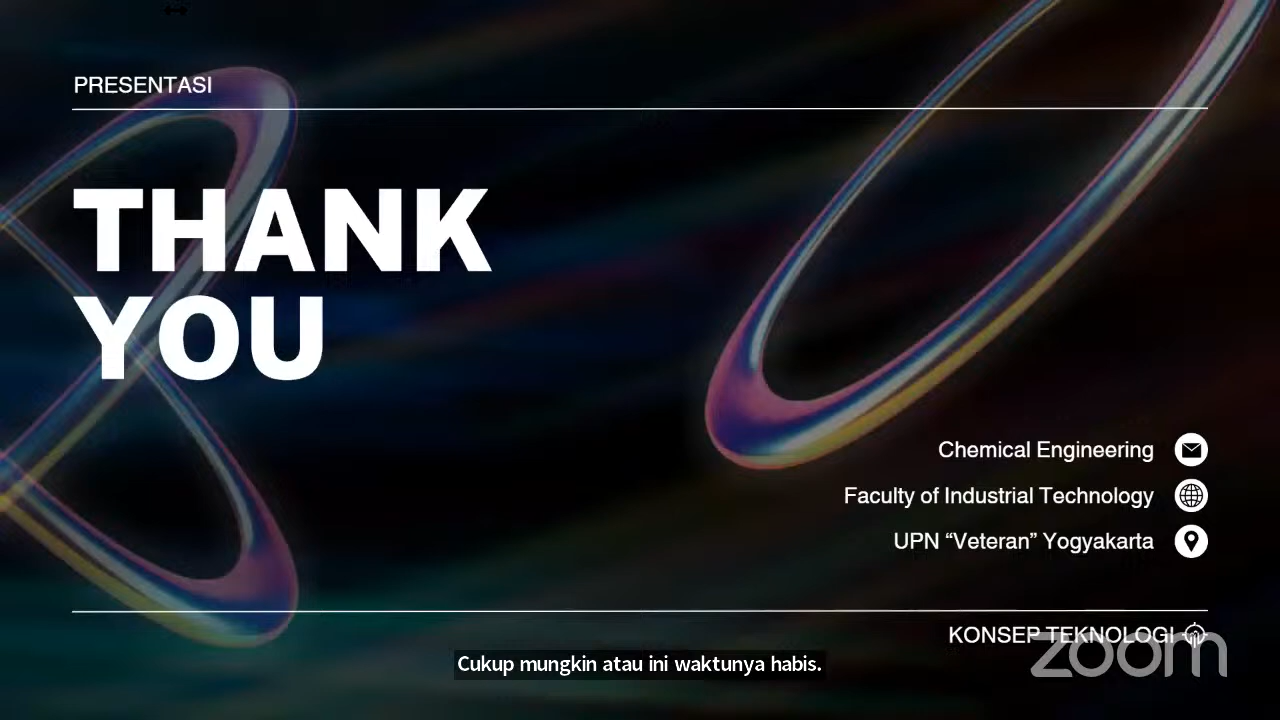 PRESENTASI
THANK
YOU
Chemical Engineering
Faculty of Industrial Technology
UPN “Veteran” Yogyakarta
KONSEP TEKNOLOGI
zoom
Cukup mungkin atau ini waktunya habis.